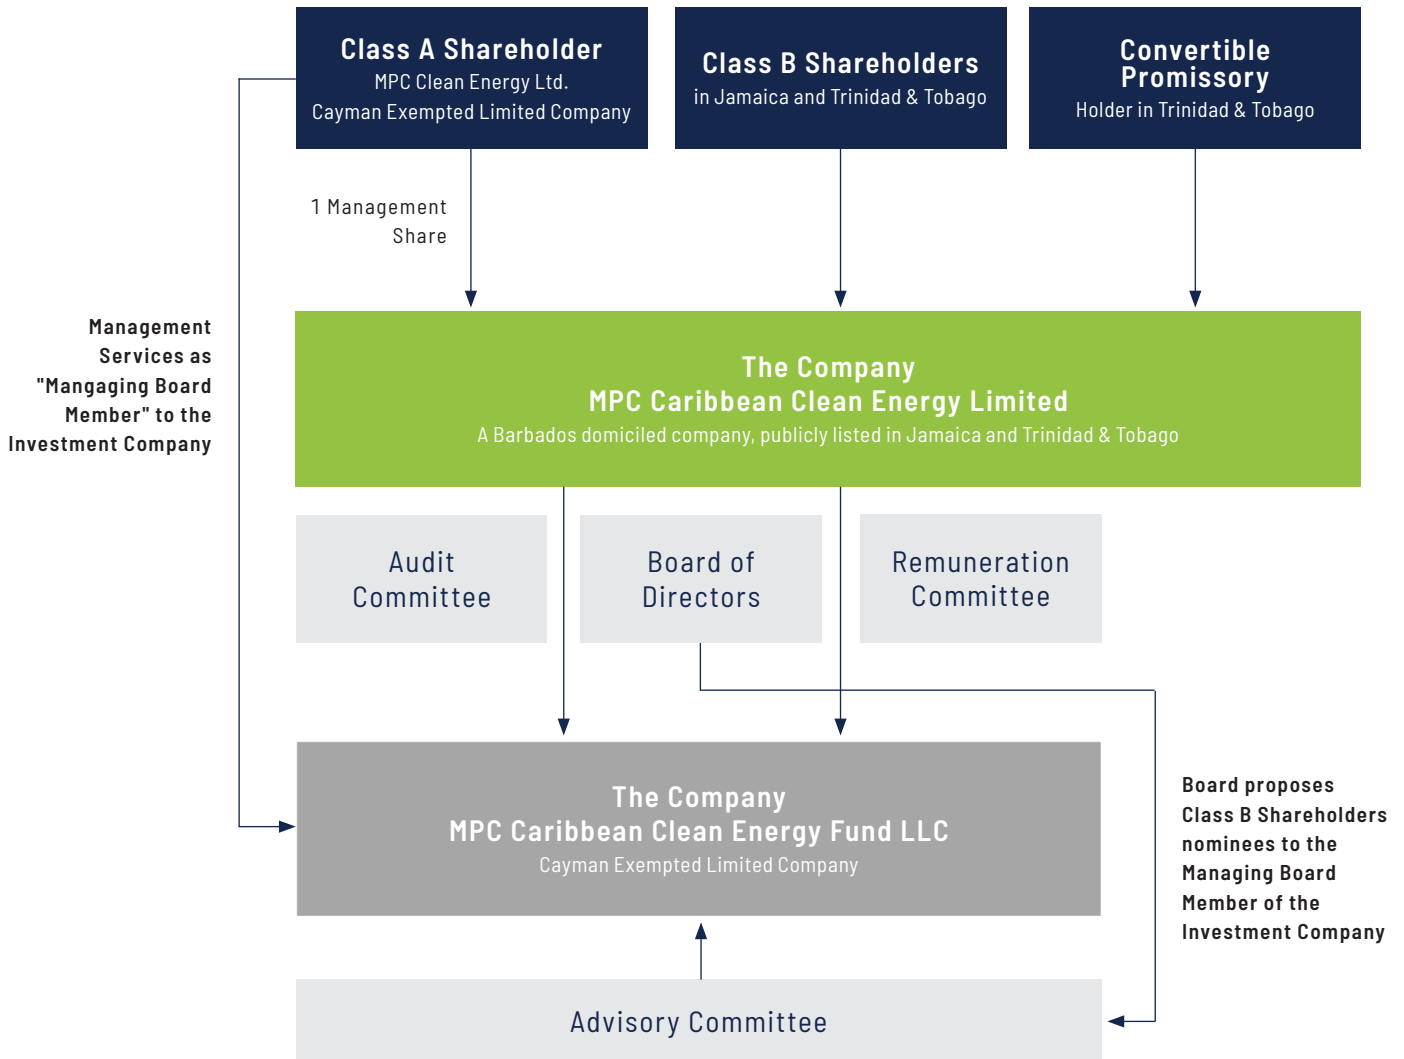 Class A Shareholder
MPC Clean Energy Ltd.
Cayman Exempted Limited Company
Class B Shareholders
in Jamaica and Trinidad & Tobago
Convertible
Promissory
Holder in Trinidad & Tobago
1 Management
Share
Management
Services as
"Mangaging Board
Member" to the
Investment Company
The Company
MPC Caribbean Clean Energy Limited
A Barbados domiciled company, publicly listed in Jamaica and Trinidad & Tobago
Audit
Committee
Board of
Directors
Remuneration
Committee
The Company
MPC Caribbean Clean Energy Fund LLC
Cayman Exempted Limited Company
Board proposes
Class B Shareholders
nominees to the
Managing Board
Member of the
Investment Company
Advisory Committee